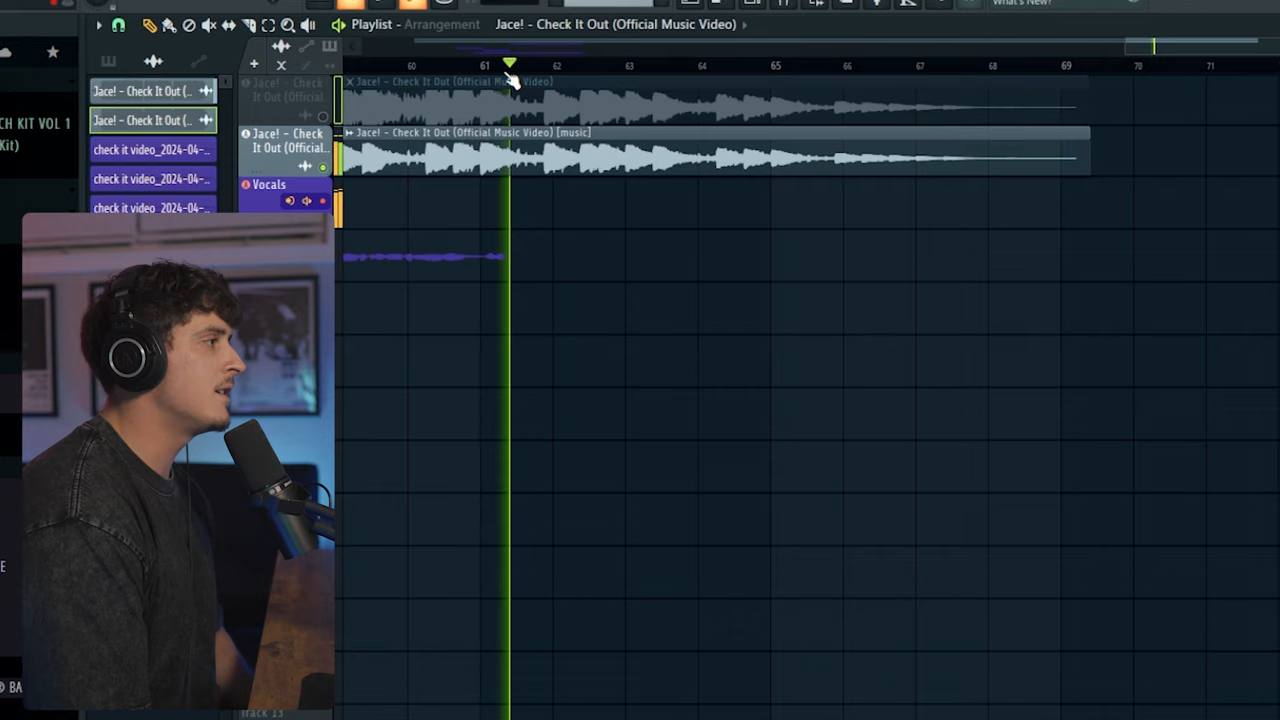 What's New?
Playlist - Arrangement Jace! - Check It Out (Official Music Video)
60 61 62 63 64 65 66 67 68 69 70 71
Jace! - Check It Out (..
Jace! - Check It Out (..
check it video_2024-04-..
check it video_2024-04-..
check it video_2024-04-..
CH KIT VOL 1
Kit)
Jace! - Check
It Out (Official
Jace! - Check It Out (Official Music Video)
Jace! - Check
It Out (Official..
Jace! - Check It Out (Official Music Video) [music]
Vocals
E
BA
Track 13